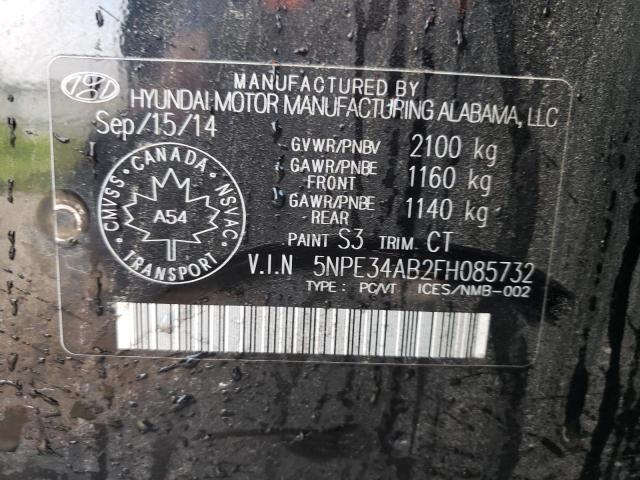 MANUFACTURED BY
HYUNDAI MOTOR MANUFACTURING ALABAMA, LLC
Sep/15/14
GVWR/PNBV 2100 kg
GAWR/PNBE FRONT 1160 kg
GAWR/PNBE REAR 1140 kg
CANADA
CMVSS NSVAC
A54
TRANSPORT
PAINT S3 TRIM. CT
V.I.N 5NPE34AB2FH085732
TYPE : PC/VT ICES/NMB-002